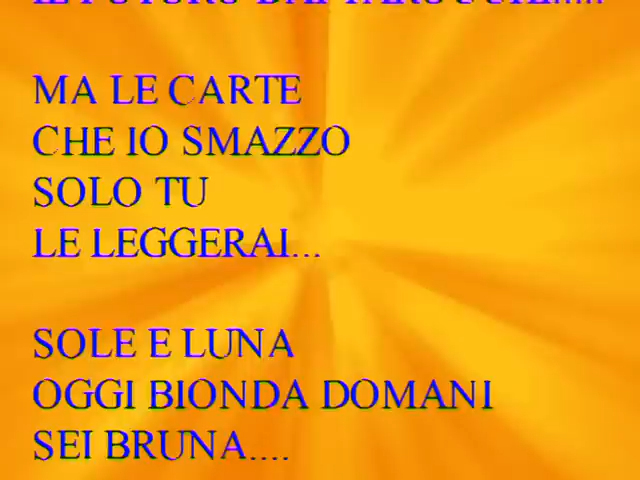 MA LE CARTE
CHE IO SMAZZO
SOLO TU
LE LEGGERAI...
SOLE E LUNA
OGGI BIONDA DOMANI
SEI BRUNA....